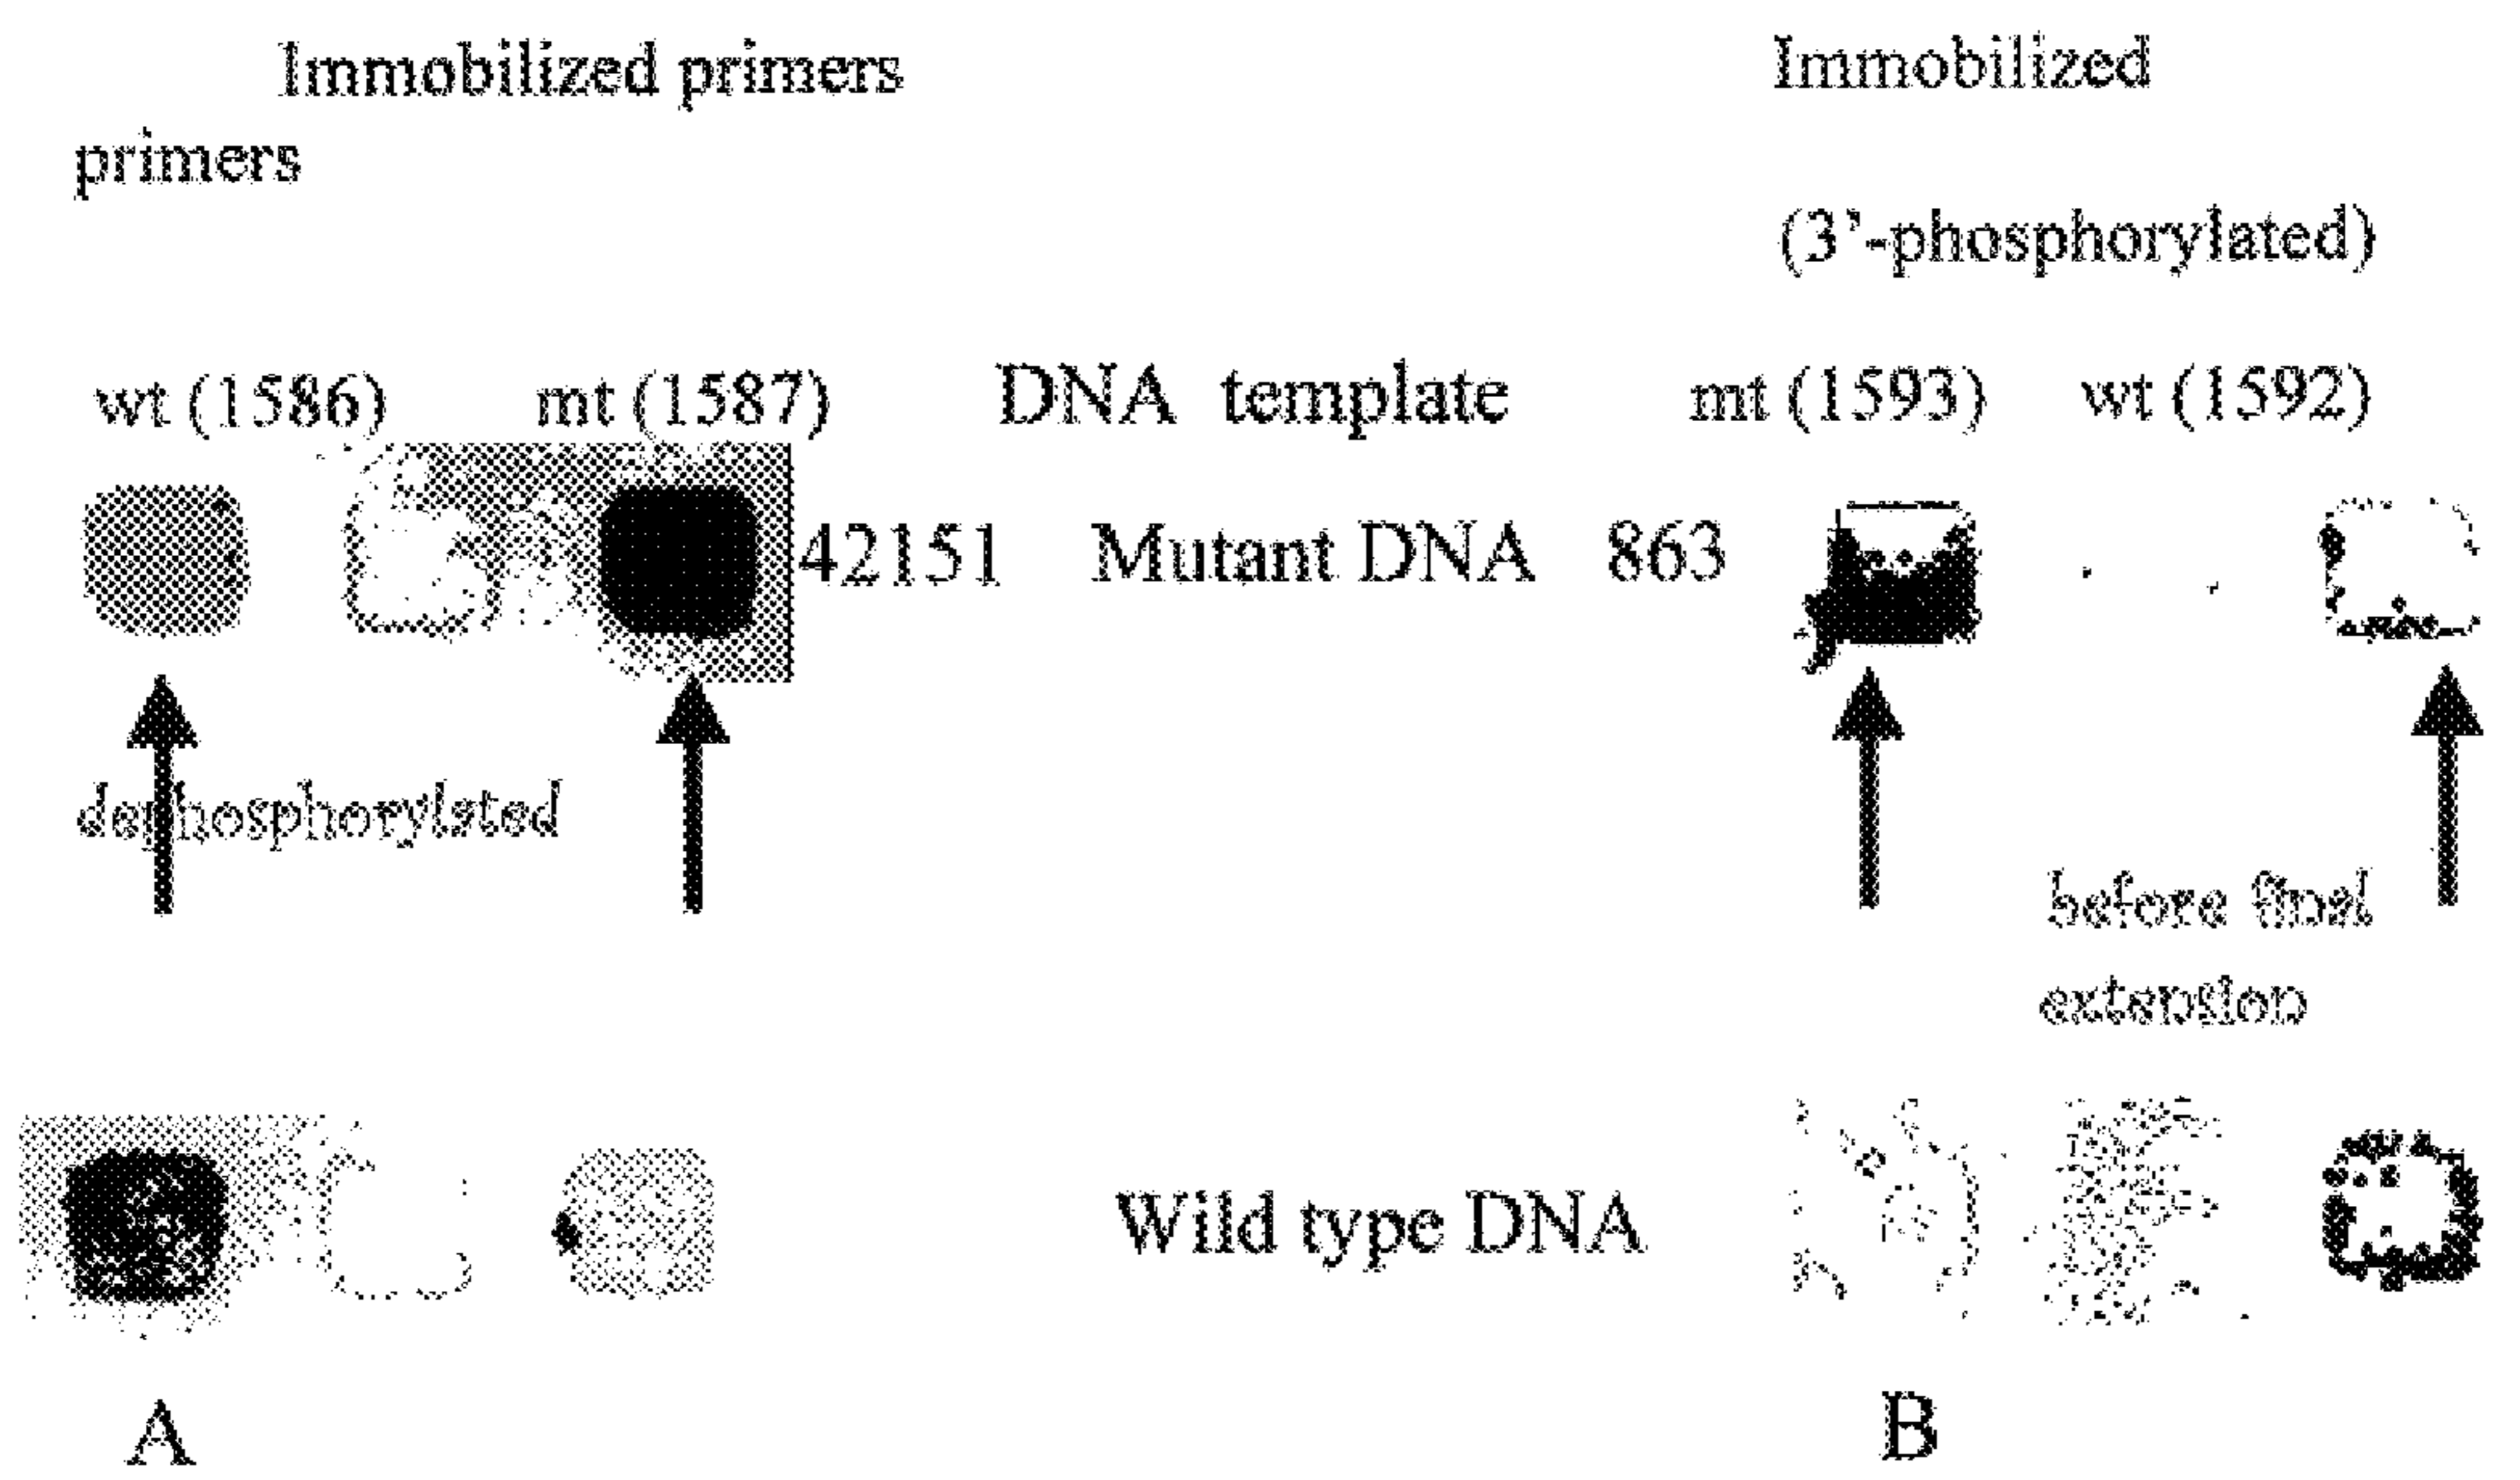 Immobilized primers
Immobilized
primers
(3'-phosphorylated)
wt (1586) mt (1587) DNA template mt (1593) wt (1592)
42151 Mutant DNA 863
dephosphorylated
before final
extension
Wild type DNA
A B